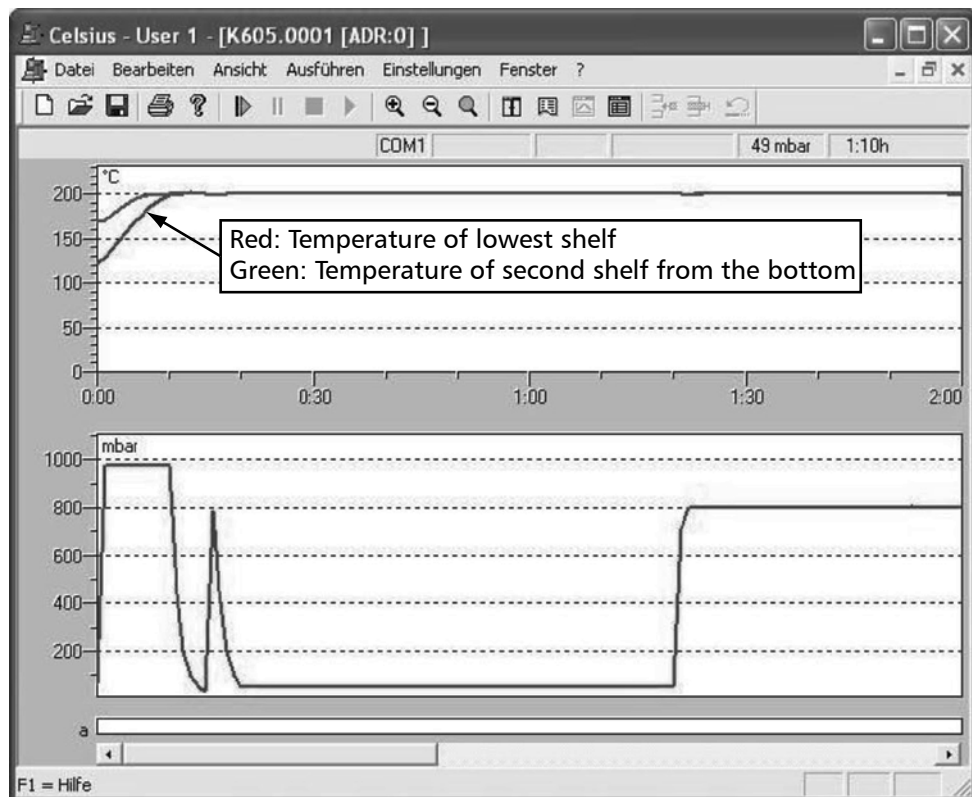 Celsius - User 1 - [K605.0001 [ADR:0] ]
Datei Bearbeiten Ansicht Ausführen Einstellungen Fenster ?
COM1 49 mbar 1:10h
°C
200
150
100
50
0
Red: Temperature of lowest shelf
Green: Temperature of second shelf from the bottom
0:00 0:30 1:00 1:30 2:00
mbar
1000
800
600
400
200
a
F1 = Hilfe